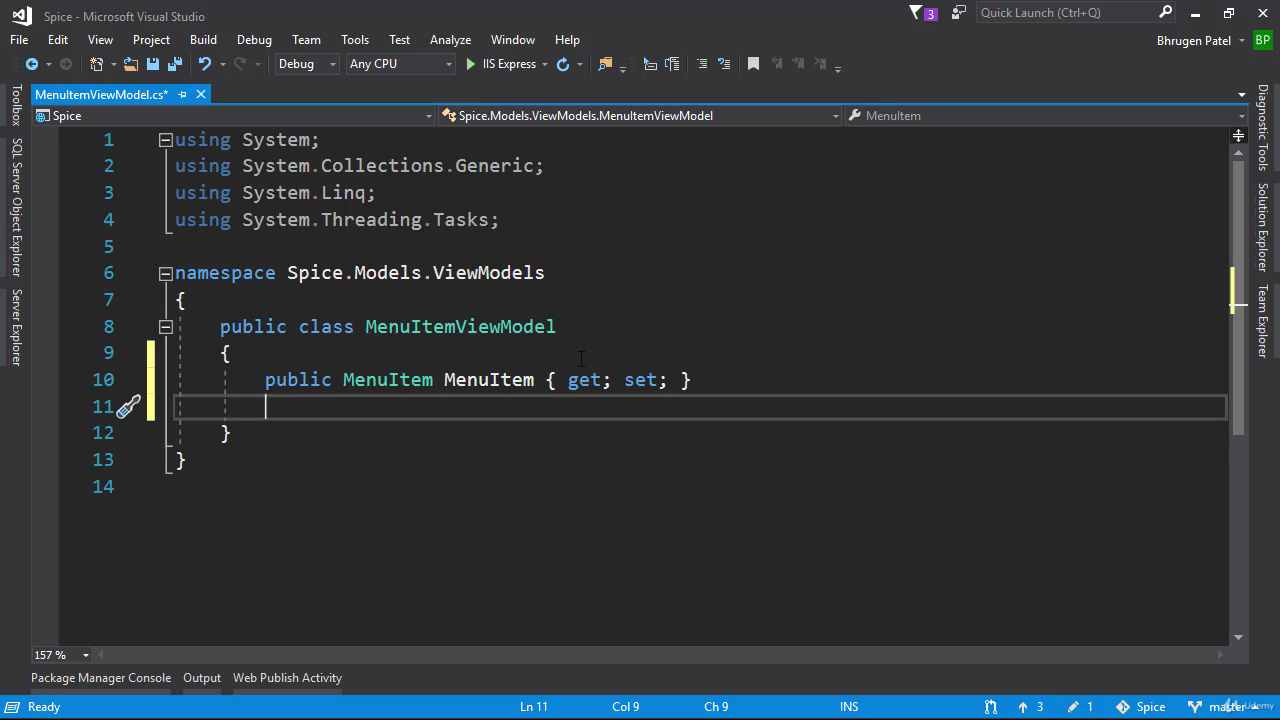 Spice - Microsoft Visual Studio
3
Quick Launch (Ctrl+Q)
File Edit View Project Build Debug Team Tools Test Analyze Window Help
Bhrugen Patel BP
Debug Any CPU IIS Express
MenuItemViewModel.cs*
Spice Spice.Models.ViewModels.MenuItemViewModel MenuItem
Toolbox
SQL Server Object Explorer
Server Explorer
1 using System;
2 using System.Collections.Generic;
3 using System.Linq;
4 using System.Threading.Tasks;
5
6 namespace Spice.Models.ViewModels
7 {
8 public class MenuItemViewModel
9 {
10 public MenuItem MenuItem { get; set; }
11
12 }
13 }
14
Diagnostic Tools
Solution Explorer
Team Explorer
157 %
Package Manager Console Output Web Publish Activity
Ready Ln 11 Col 9 Ch 9 INS 3 1 Spice master
Udemy